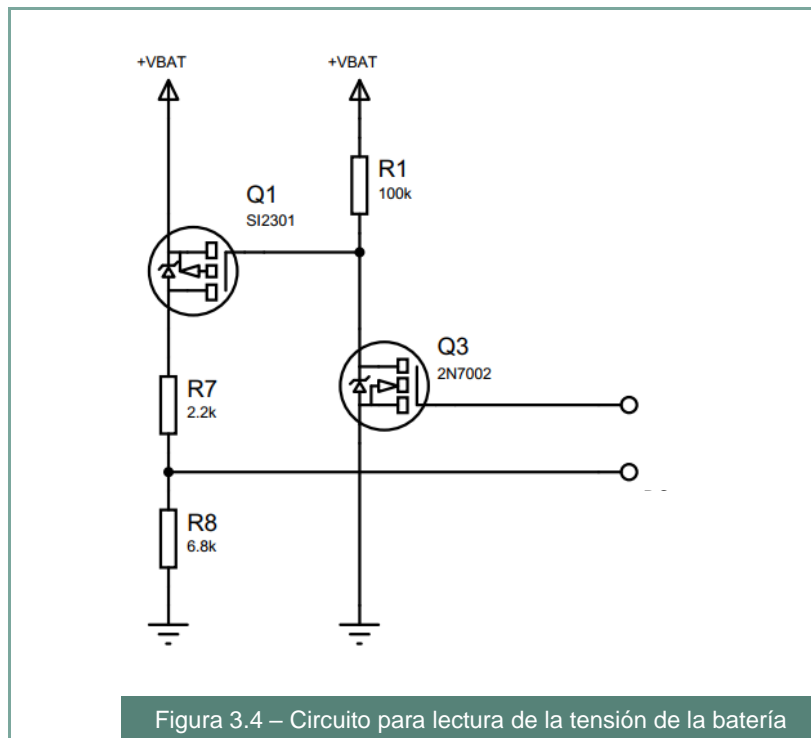 +VBAT
+VBAT
R1
100k
Q1
SI2301
Q3
2N7002
R7
2.2k
R8
6.8k
Figura 3.4 – Circuito para lectura de la tensión de la batería